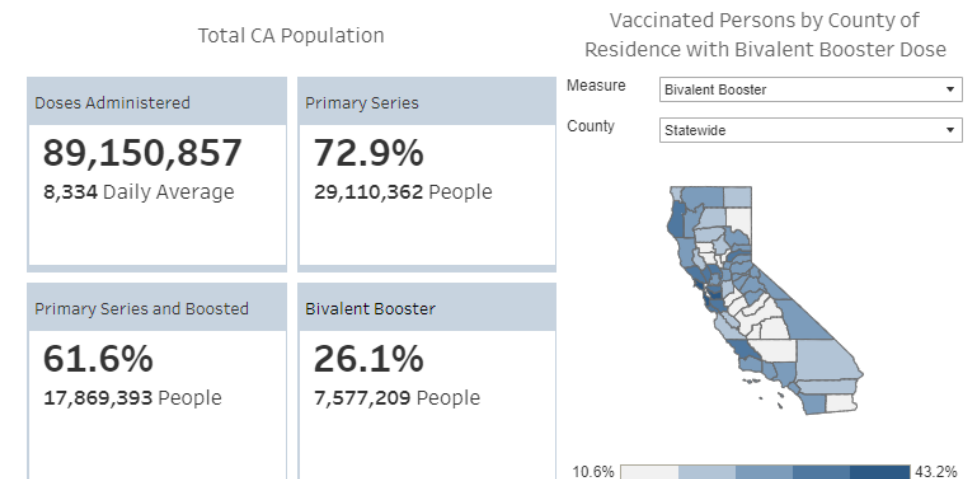 Total CA Population
Doses Administered
89,150,857
8,334 Daily Average
Primary Series
72.9%
29,110,362 People
Primary Series and Boosted
61.6%
17,869,393 People
Bivalent Booster
26.1%
7,577,209 People
Vaccinated Persons by County of
Residence with Bivalent Booster Dose
Measure
Bivalent Booster
County
Statewide
10.6%
43.2%